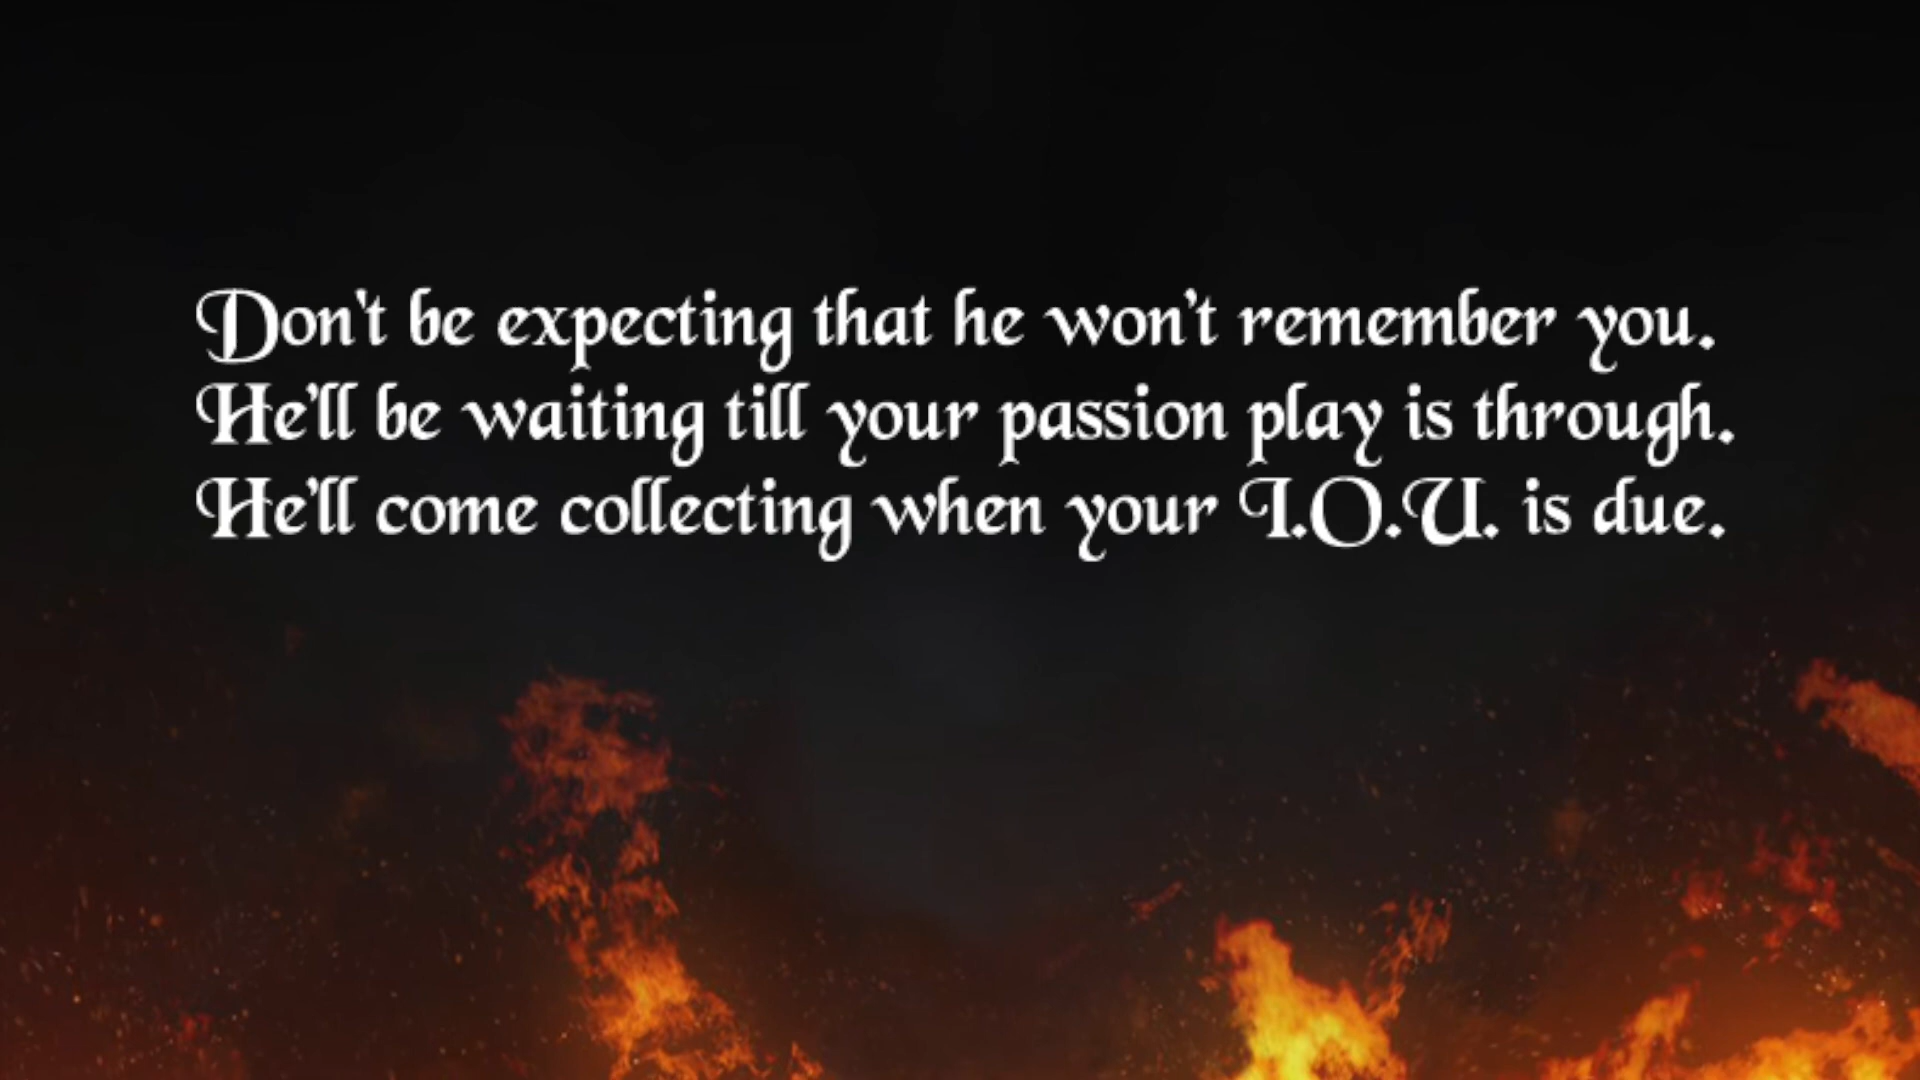 Don't be expecting that he won't remember you.
He'll be waiting till your passion play is through.
He'll come collecting when your I.O.U. is due.